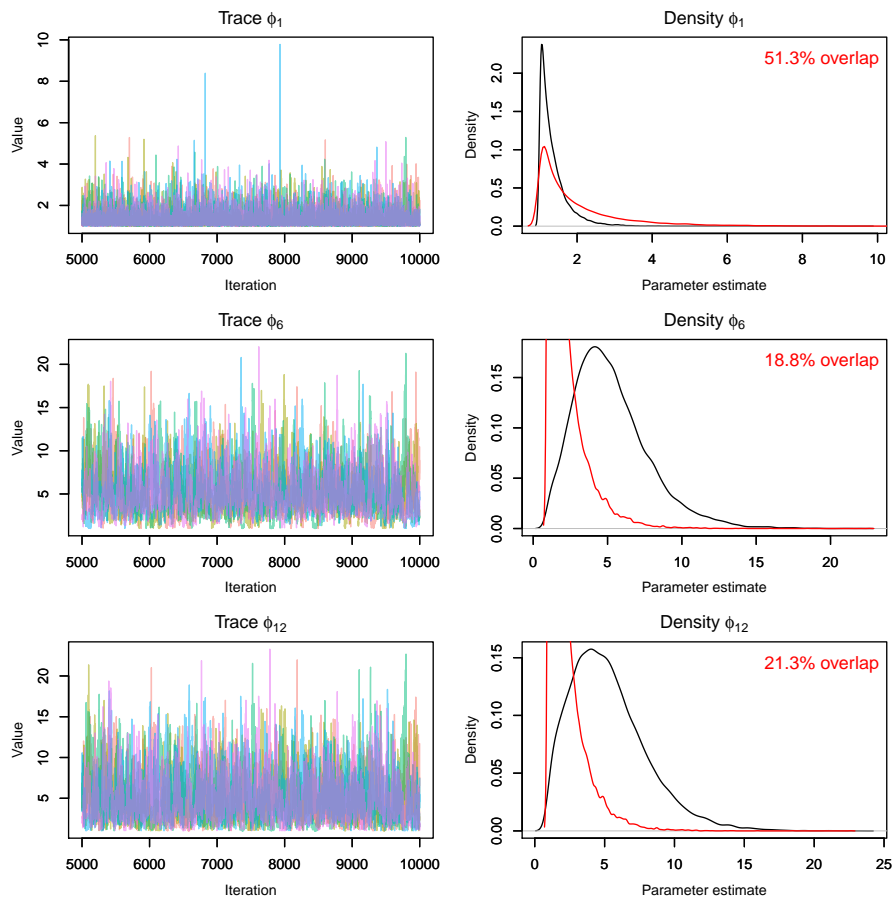 Trace ϕ1
Value
2 4 6 8 10
5000 6000 7000 8000 9000 10000
Iteration
Density ϕ1
51.3% overlap
Density
0.0 0.5 1.0 1.5 2.0
2 4 6 8 10
Parameter estimate
Trace ϕ6
Value
5 10 15 20
5000 6000 7000 8000 9000 10000
Iteration
Density ϕ6
18.8% overlap
Density
0.00 0.05 0.10 0.15
0 5 10 15 20
Parameter estimate
Trace ϕ12
Value
5 10 15 20
5000 6000 7000 8000 9000 10000
Iteration
Density ϕ12
21.3% overlap
Density
0.00 0.05 0.10 0.15
0 5 10 15 20 25
Parameter estimate